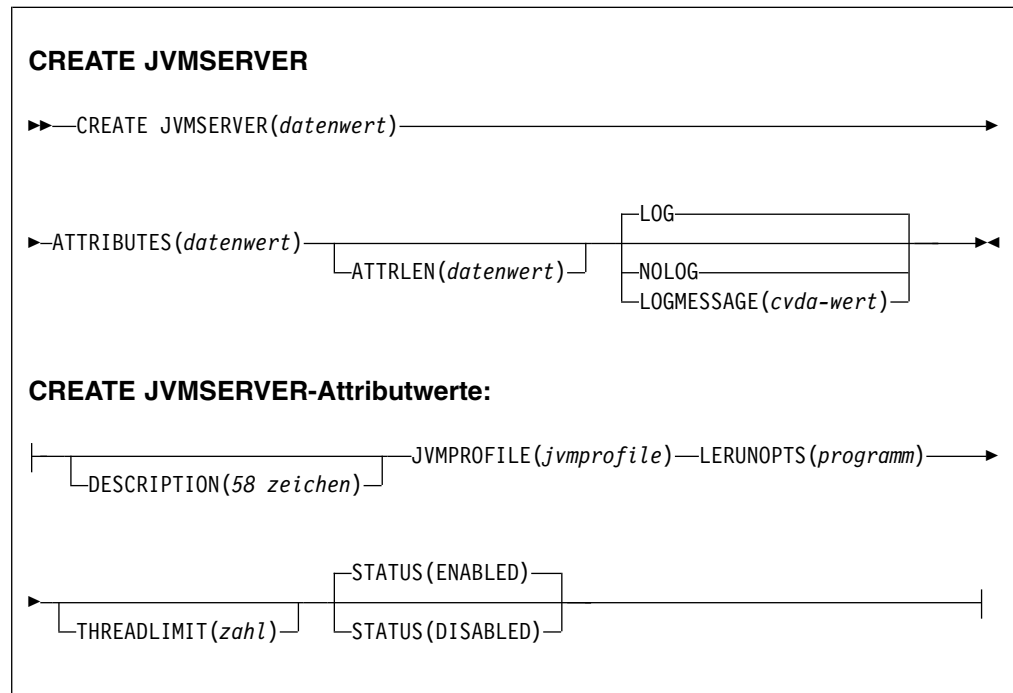 CREATE JVMSERVER
CREATE JVMSERVER(datenwert)
LOG
ATTRIBUTES(datenwert)
ATTRLEN(datenwert)
NOLOG
LOGMESSAGE(cvda-wert)
CREATE JVMSERVER-Attributwerte:
JVMPROFILE(jvmprofile) LERUNOPTS(programm)
DESCRIPTION(58 zeichen)
STATUS(ENABLED)
THREADLIMIT(zahl)
STATUS(DISABLED)